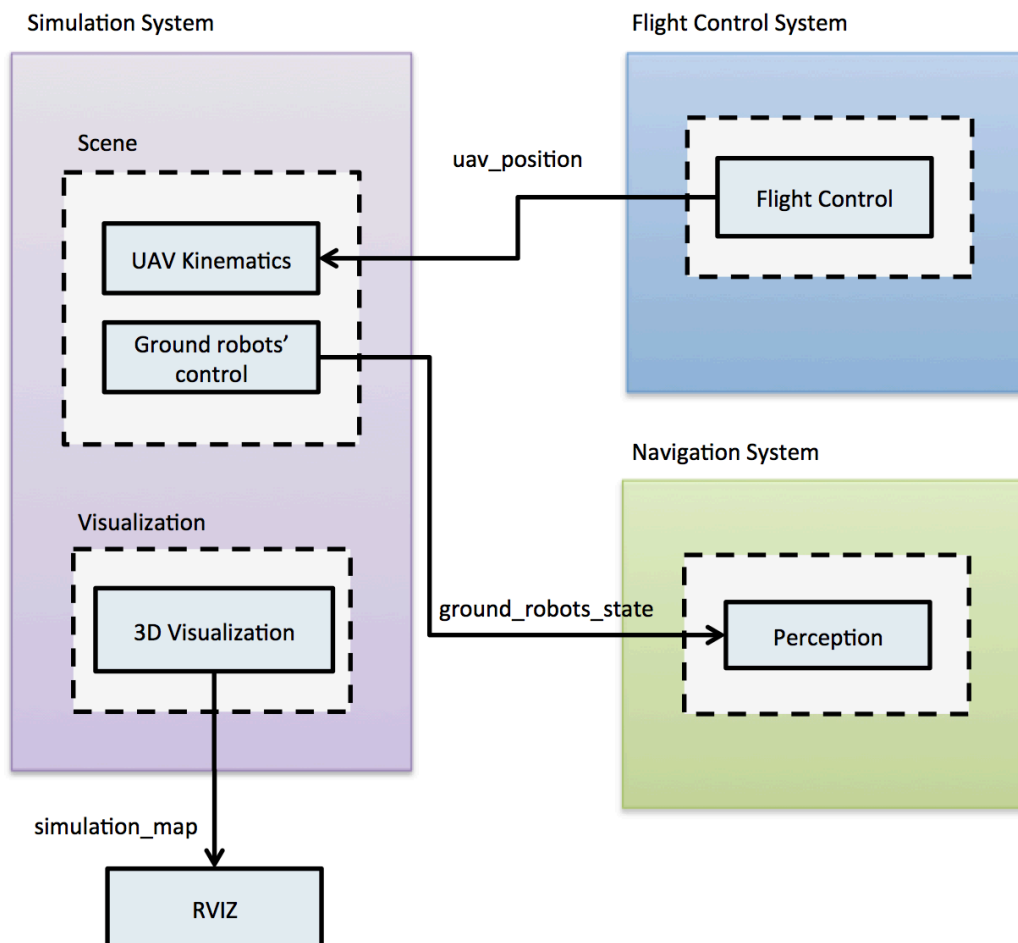 Simulation System
Flight Control System
Scene
uav_position
Flight Control
UAV Kinematics
Ground robots’
control
Navigation System
Visualization
ground_robots_state
3D Visualization
Perception
simulation_map
RVIZ